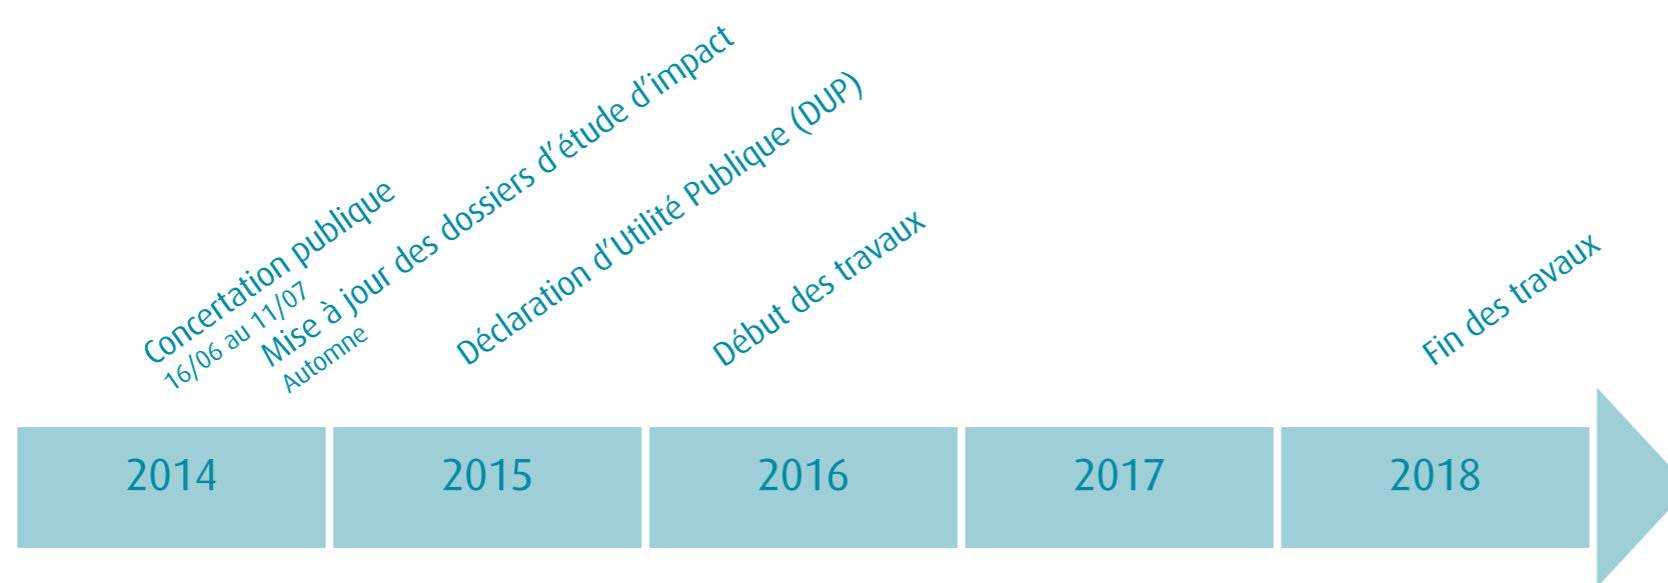 Concertation publique
16/06 au 11/07
Mise à jour des dossiers d'étude d'impact
Automne
Déclaration d'Utilité Publique (DUP)
Début des travaux
Fin des travaux
2014
2015
2016
2017
2018